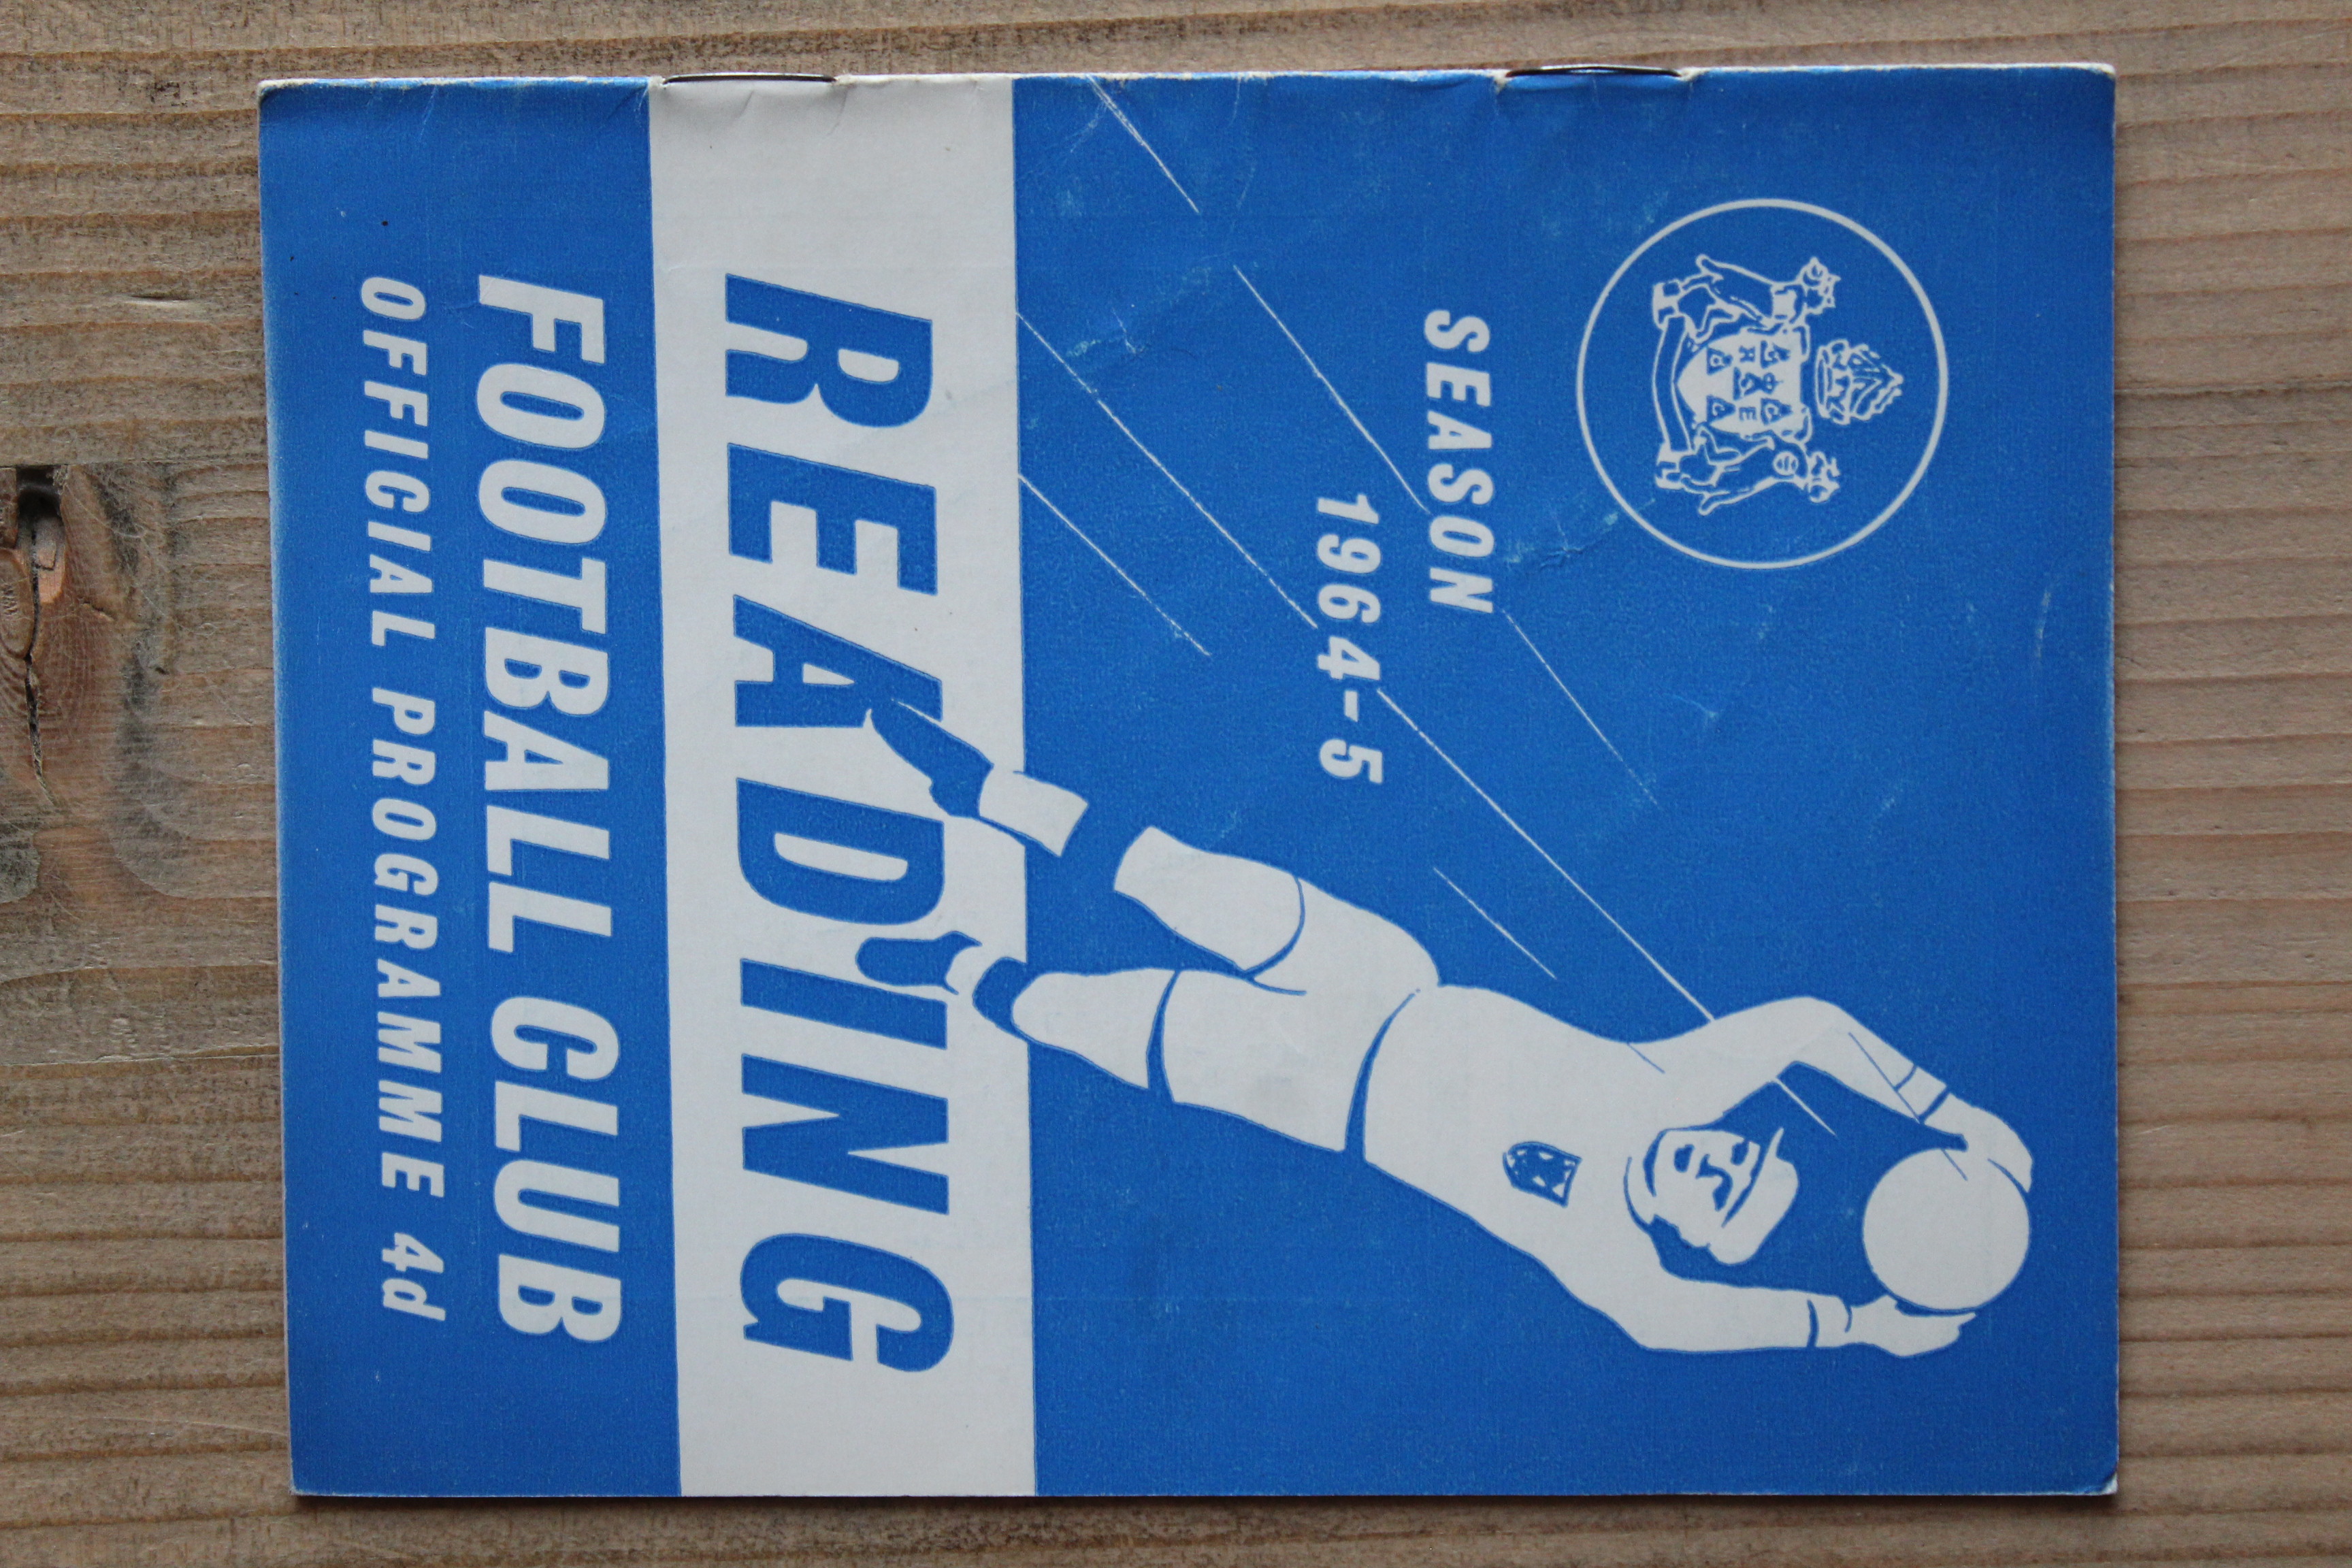 SEASON
1964-5
READING
FOOTBALL CLUB
OFFICIAL PROGRAMME 4d